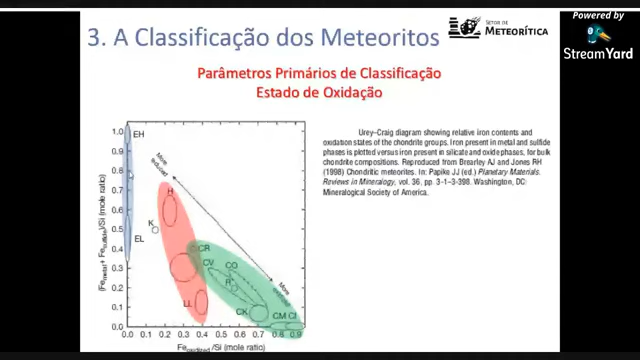 3. A Classificação dos Meteoritos
SETOR DE
METEORÍTICA
Powered by
StreamYard
Parâmetros Primários de Classificação
Estado de Oxidação
Urey–Craig diagram showing relative iron contents and
oxidation states of the chondrite groups. Iron present in metal and sulfide
phases is plotted versus iron present in silicate and oxide phases, for bulk
chondrite compositions. Reproduced from Brearley AJ and Jones RH
(1998) Chondritic meteorites. In: Papike JJ (ed.) Planetary Materials.
Reviews in Mineralogy, vol. 36, pp. 3–1–3–398. Washington, DC:
Mineralogical Society of America.
(Fe metal + Fe sulfide)/Si (mole ratio)
1.0
0.9
0.8
0.7
0.6
0.5
0.4
0.3
0.2
0.1
0.0
EH
EL
More reduced
H
K
LL
CR
CV
CO
R
CK
CM
CI
More oxidized
0.0 0.1 0.2 0.3 0.4 0.5 0.6 0.7 0.8 0.9
Fe oxidized /Si (mole ratio)